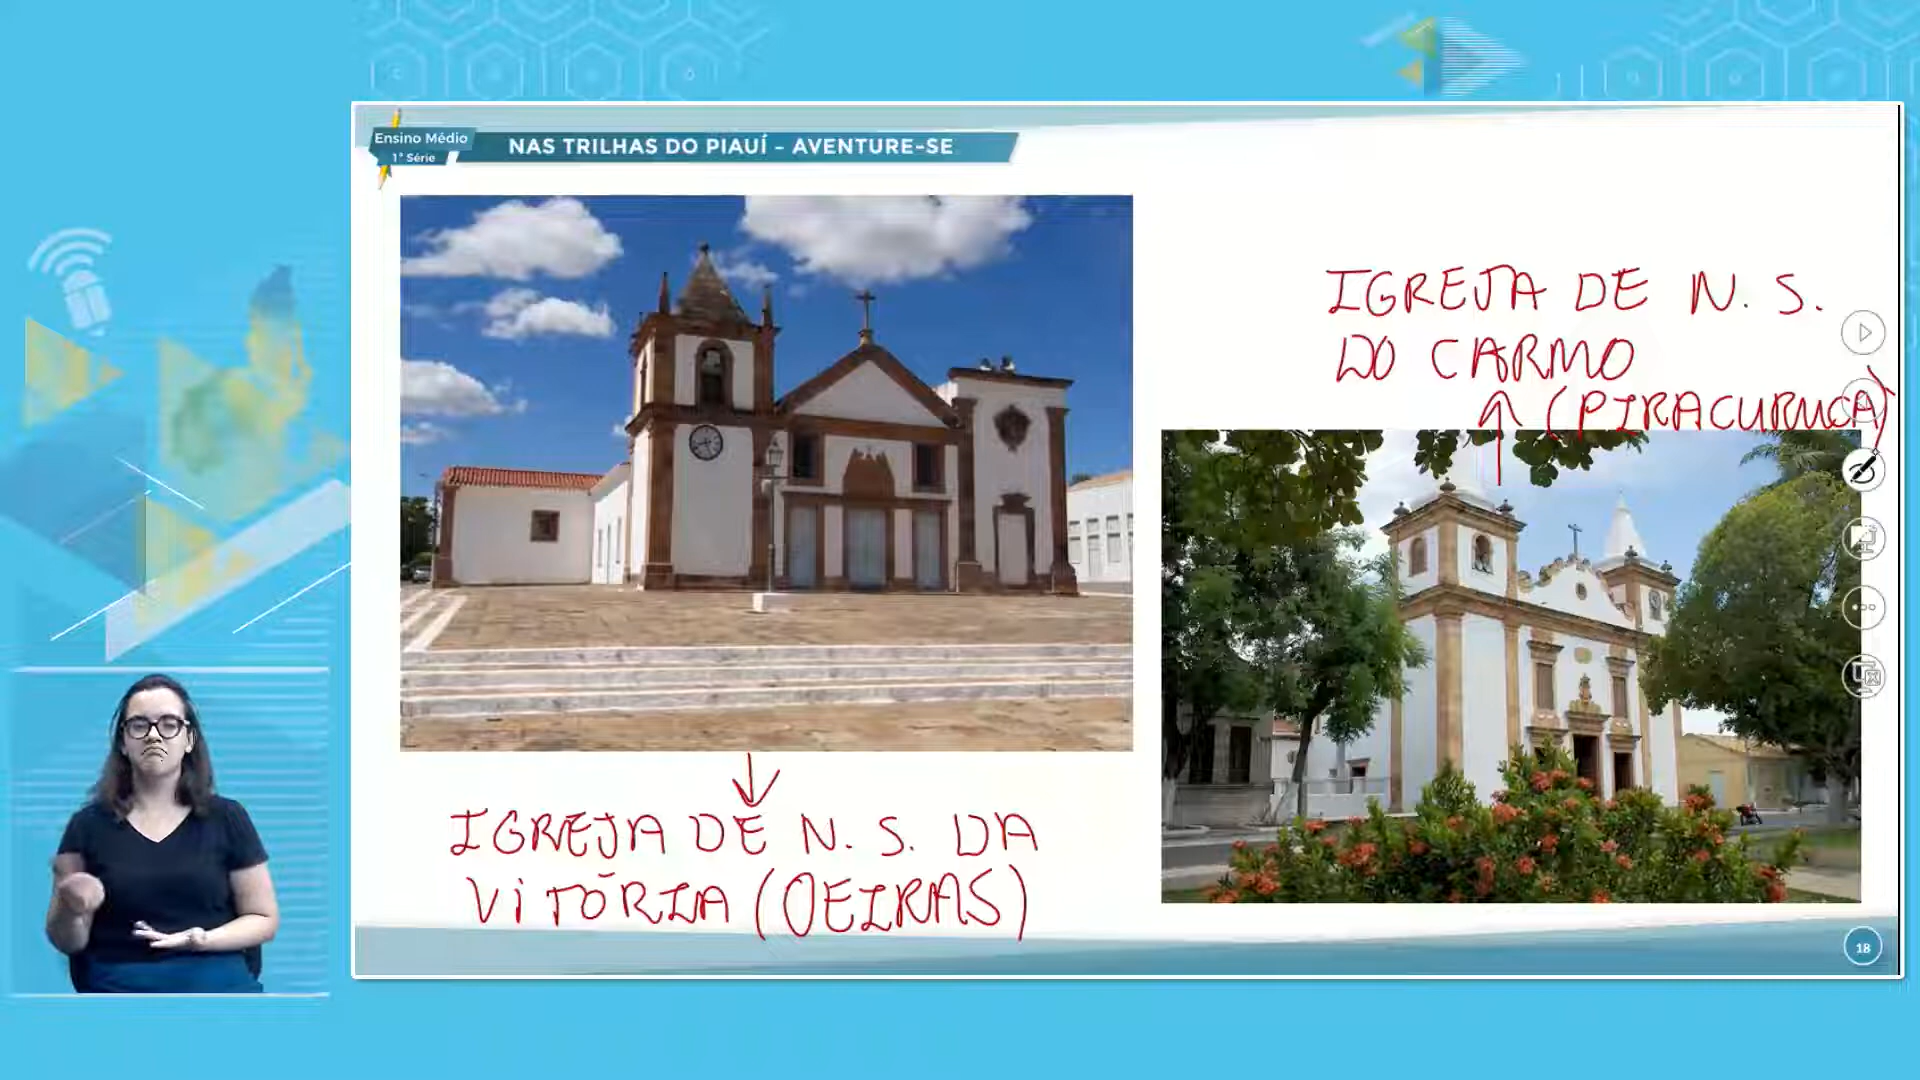 Ensino Médio
1ª Série
NAS TRILHAS DO PIAUÍ – AVENTURE-SE
IGREJA DE N. S.
DO CARMO
(PIRACURUCA)
IGREJA DE N. S. DA
VITÓRIA (OEIRAS)
18